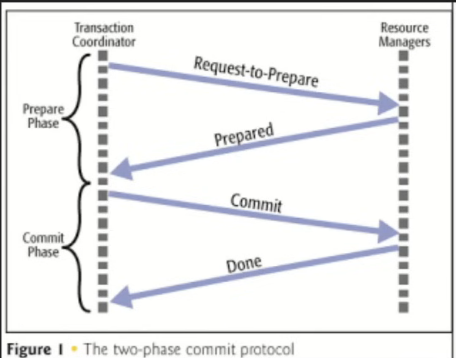 Transaction
Coordinator
Resource
Managers
Request-to-Prepare
Prepare
Phase
Prepared
Commit
Commit
Phase
Done
Figure 1 • The two-phase commit protocol